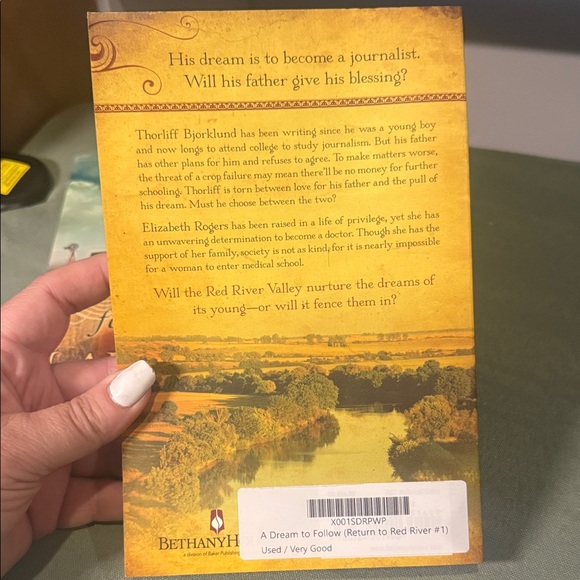 His dream is to become a journalist.
Will his father give his blessing?
Thorliff Bjorklund has been writing since he was a young boy
and now longs to attend college to study journalism. But his father
has other plans for him and refuses to agree. To make matters worse,
the threat of a crop failure may mean there'll be no money for further
schooling. Thorliff is torn between love for his father and the pull of
his dream. Must he choose between the two?
Elizabeth Rogers has been raised in a life of privilege, yet she has
an unwavering determination to become a doctor. Though she has the
support of her family, society is not as kind, for it is nearly impossible
for a woman to enter medical school.
Will the Red River Valley nurture the dreams of
its young—or will it fence them in?
BETHANYHO
a division of Baker Publishing
X001SDRPWP
A Dream to Follow (Return to Red River #1)
Used / Very Good